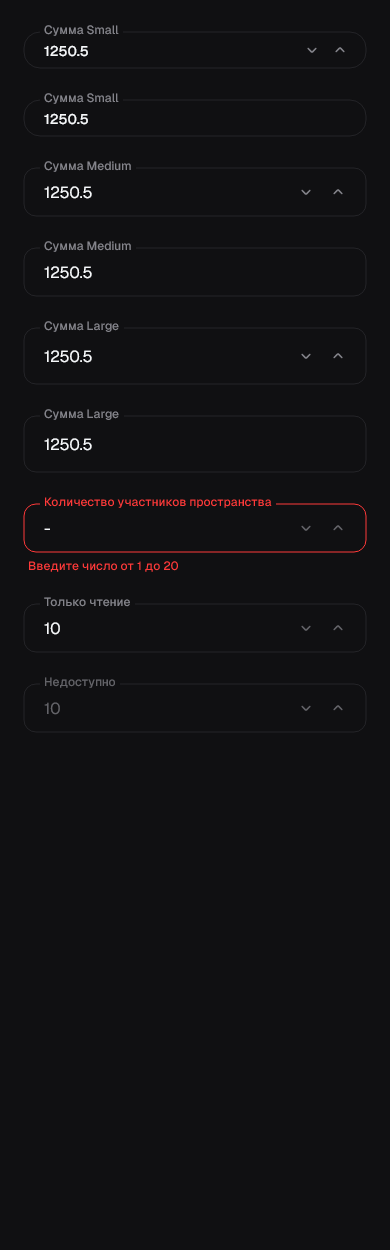 Сумма Small
1250.5
Сумма Small
1250.5
Сумма Medium
1250.5
Сумма Medium
1250.5
Сумма Large
1250.5
Сумма Large
1250.5
Количество участников пространства
-
Введите число от 1 до 20
Только чтение
10
Недоступно
10